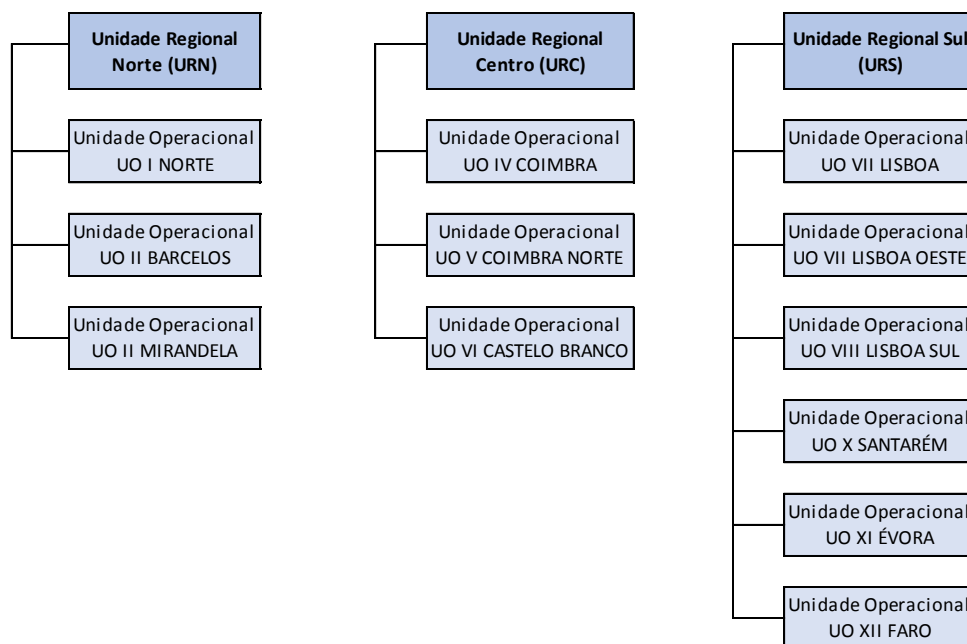 Unidade Regional
Norte (URN)
Unidade Operacional
UO I NORTE
Unidade Operacional
UO II BARCELOS
Unidade Operacional
UO II MIRANDELA
Unidade Regional
Centro (URC)
Unidade Operacional
UO IV COIMBRA
Unidade Operacional
UO V COIMBRA NORTE
Unidade Operacional
UO VI CASTELO BRANCO
Unidade Regional Sul
(URS)
Unidade Operacional
UO VII LISBOA
Unidade Operacional
UO VII LISBOA OESTE
Unidade Operacional
UO VIII LISBOA SUL
Unidade Operacional
UO X SANTARÉM
Unidade Operacional
UO XI ÉVORA
Unidade Operacional
UO XII FARO